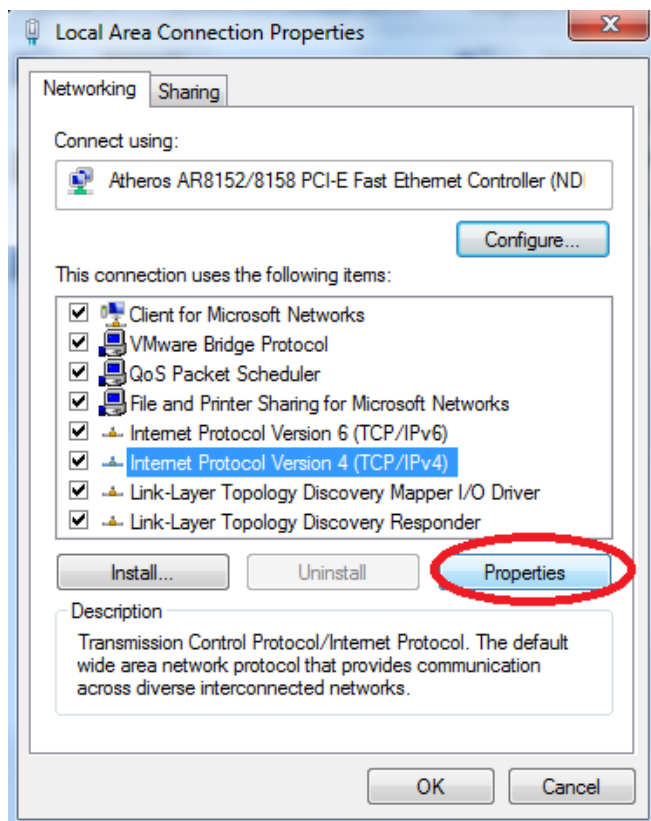 Local Area Connection Properties
Networking
Sharing
Connect using:
Atheros AR8152/8158 PCI-E Fast Ethernet Controller (NDI
Configure...
This connection uses the following items:
Client for Microsoft Networks
VMware Bridge Protocol
QoS Packet Scheduler
File and Printer Sharing for Microsoft Networks
Internet Protocol Version 6 (TCP/IPv6)
Internet Protocol Version 4 (TCP/IPv4)
Link-Layer Topology Discovery Mapper I/O Driver
Link-Layer Topology Discovery Responder
Install...
Uninstall
Properties
Description
Transmission Control Protocol/Internet Protocol. The default
wide area network protocol that provides communication
across diverse interconnected networks.
OK
Cancel